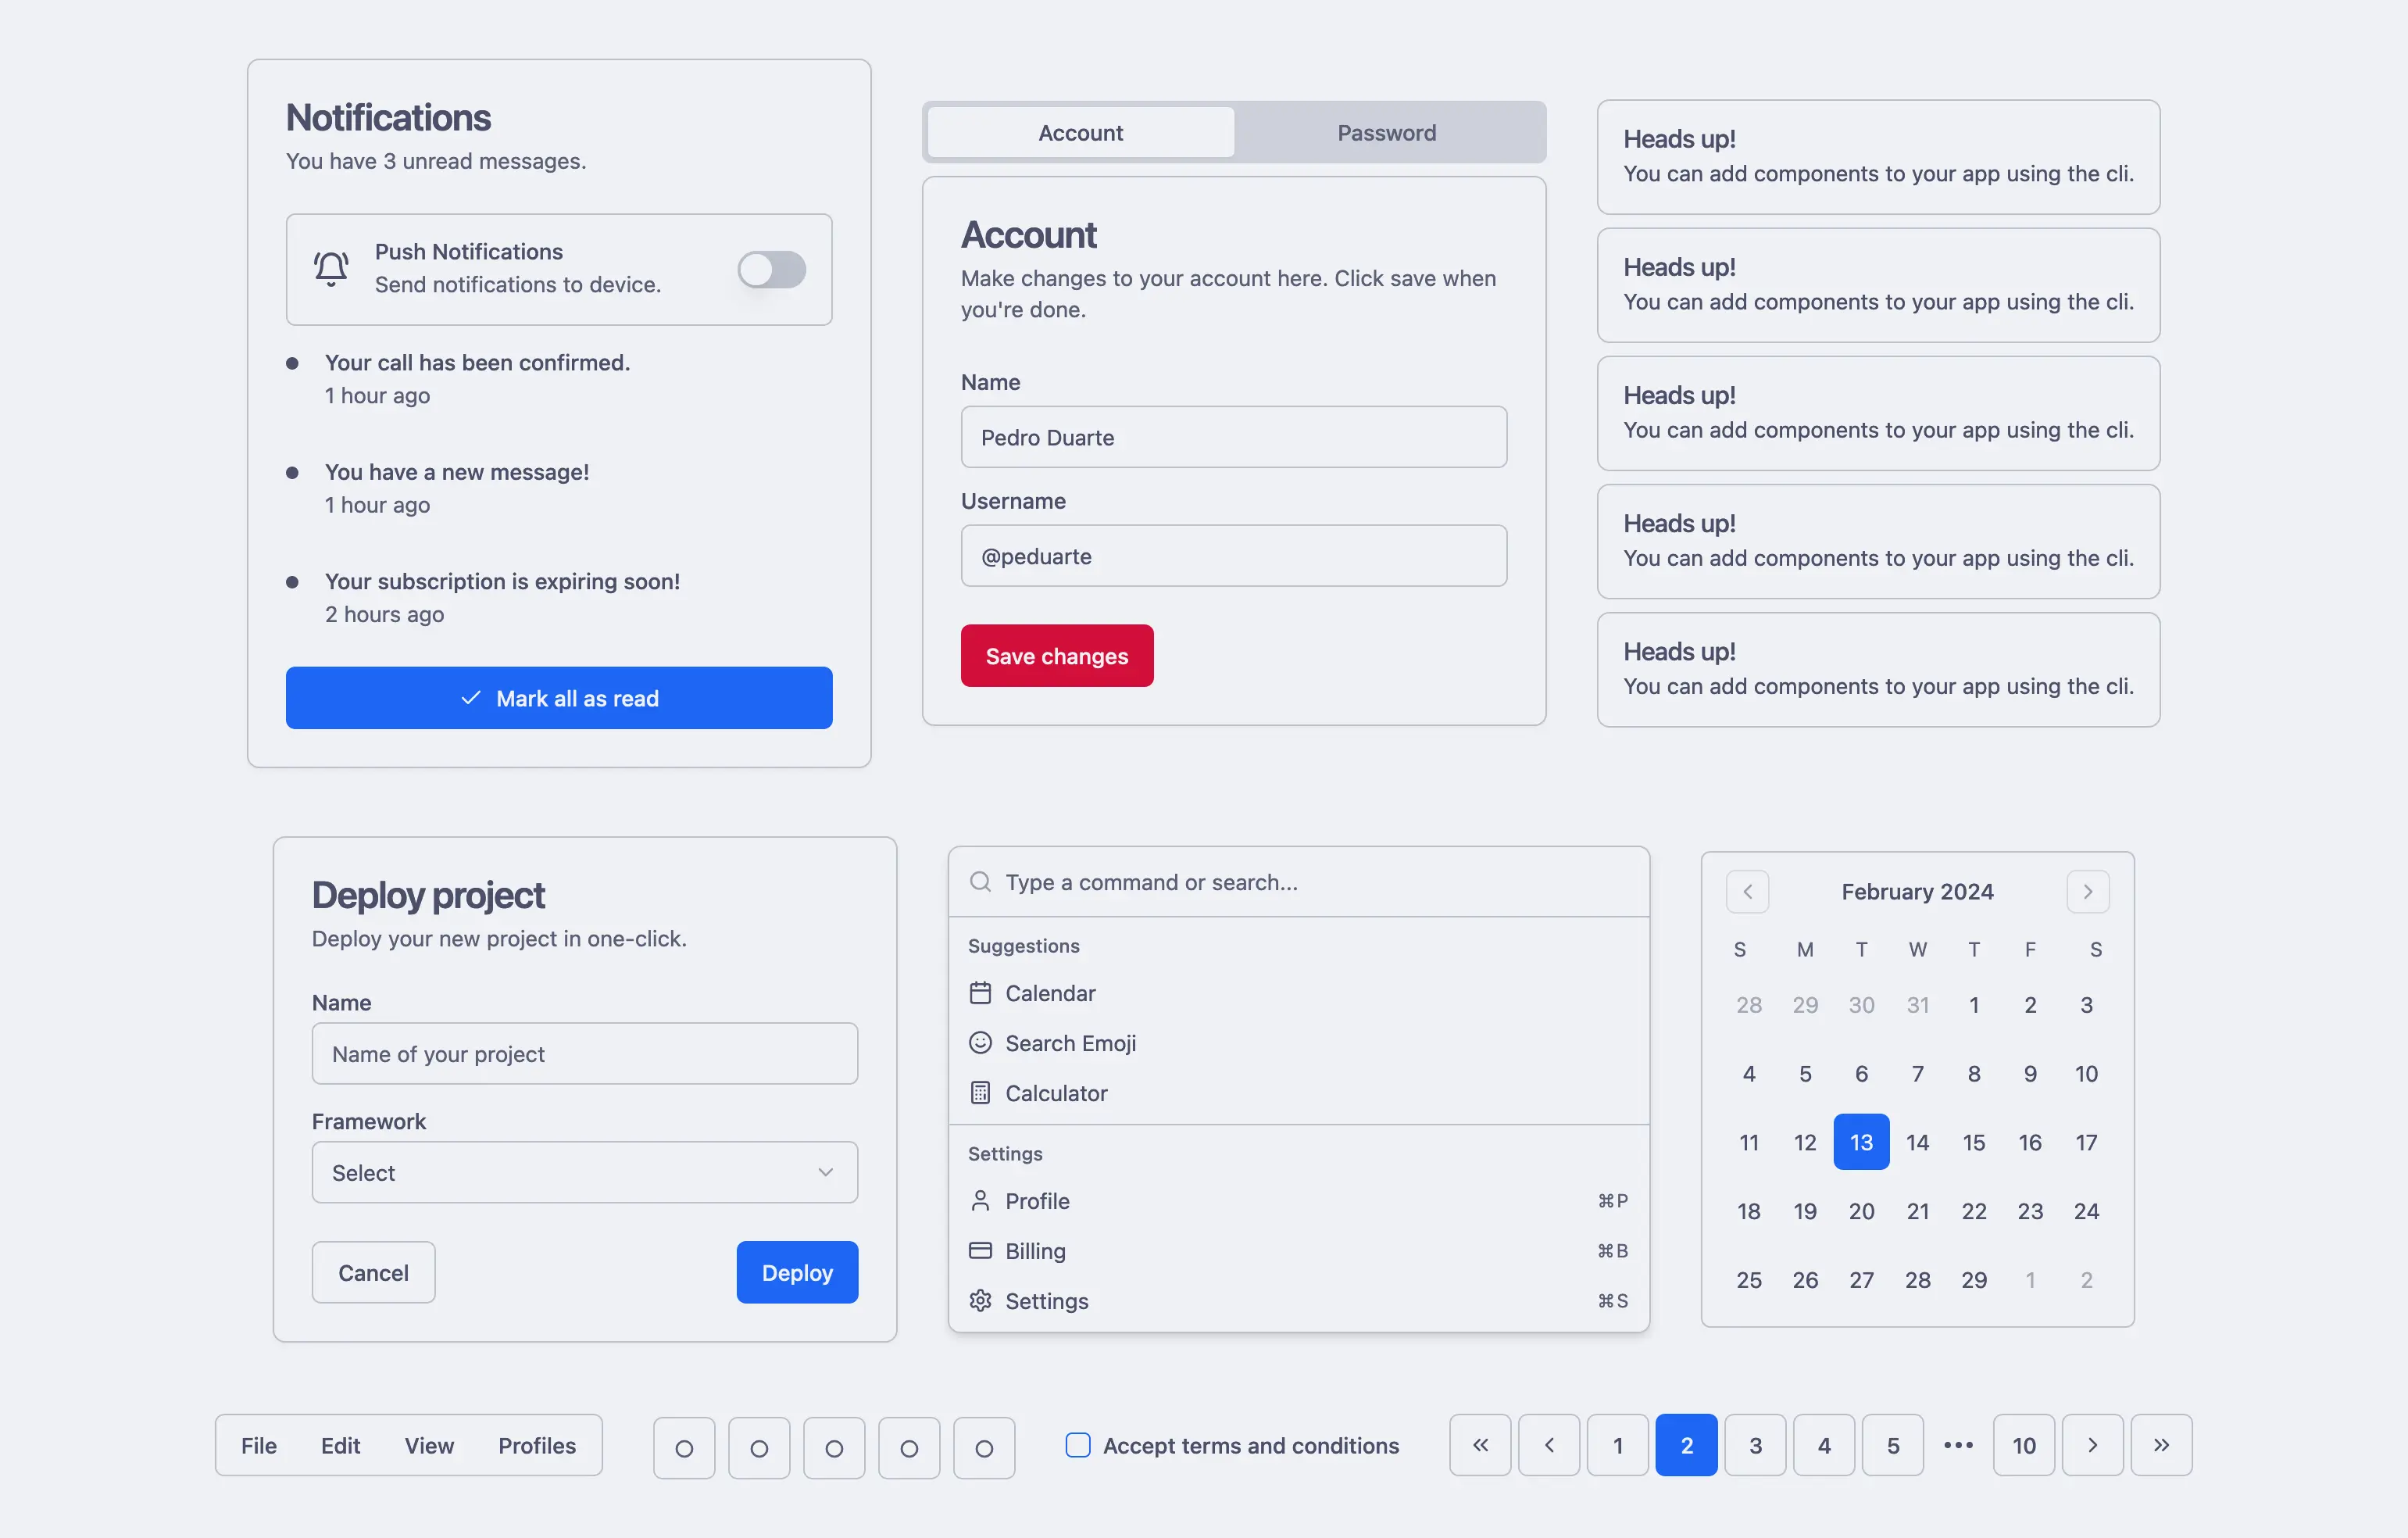 Notifications
You have 3 unread messages.
Push Notifications
Send notifications to device.
Your call has been confirmed.
1 hour ago
You have a new message!
1 hour ago
Your subscription is expiring soon!
2 hours ago
Mark all as read
Account Password
Account
Make changes to your account here. Click save when
you're done.
Name
Pedro Duarte
Username
@peduarte
Save changes
Heads up!
You can add components to your app using the cli.
Heads up!
You can add components to your app using the cli.
Heads up!
You can add components to your app using the cli.
Heads up!
You can add components to your app using the cli.
Heads up!
You can add components to your app using the cli.
Deploy project
Deploy your new project in one-click.
Name
Name of your project
Framework
Select
Cancel Deploy
Type a command or search...
Suggestions
Calendar
Search Emoji
Calculator
Settings
Profile ⌘P
Billing ⌘B
Settings ⌘S
February 2024
S M T W T F S
28 29 30 31 1 2 3
4 5 6 7 8 9 10
11 12 13 14 15 16 17
18 19 20 21 22 23 24
25 26 27 28 29 1 2
File Edit View Profiles
Accept terms and conditions
« ‹ 1 2 3 4 5 ••• 10 › »